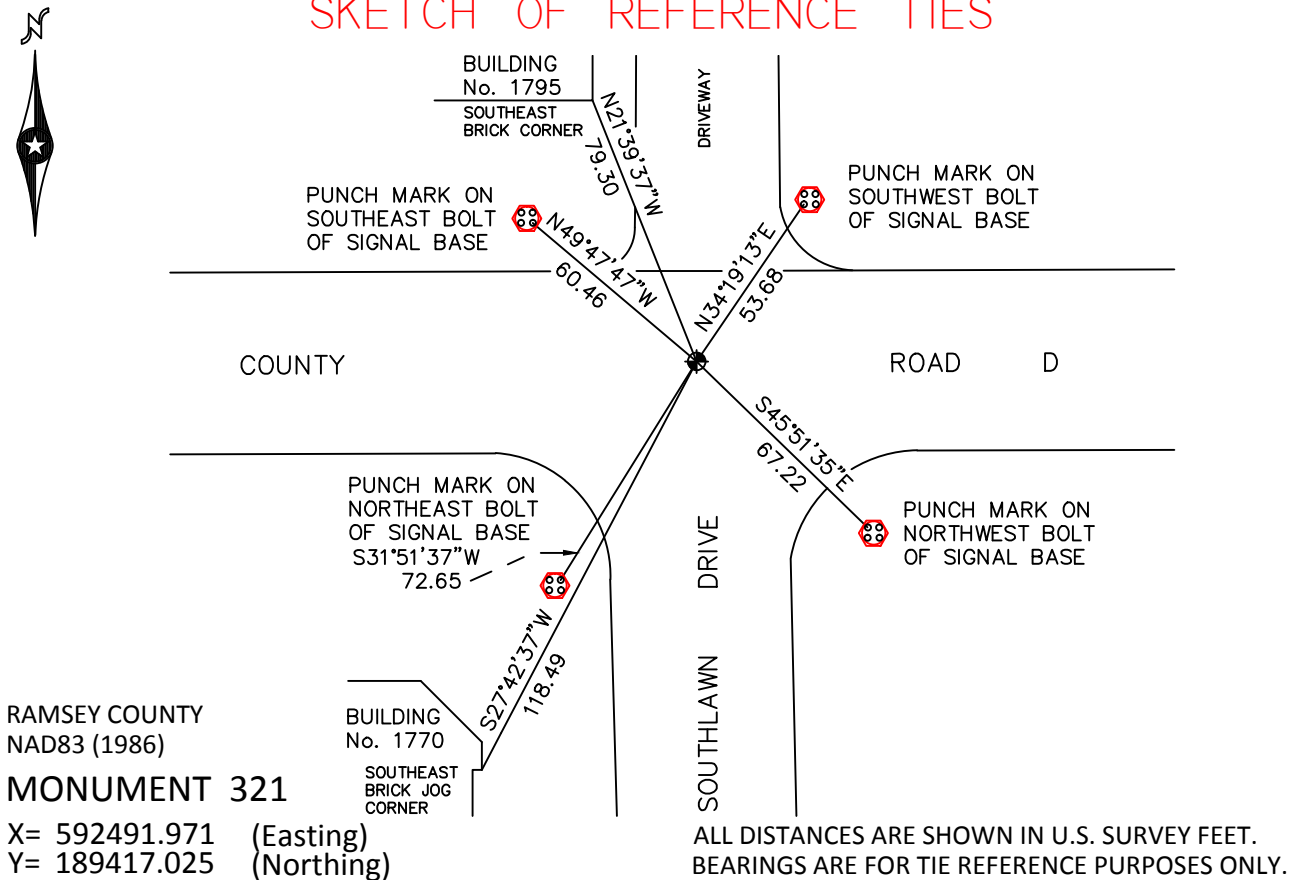 SKETCH OF REFERENCE TIES
N
BUILDING
No. 1795
SOUTHEAST
BRICK CORNER
N21°39'37"W
79.30
DRIVEWAY
PUNCH MARK ON
SOUTHEAST BOLT
OF SIGNAL BASE
N49°47'47"W
60.46
PUNCH MARK ON
SOUTHWEST BOLT
OF SIGNAL BASE
N34°19'13"E
53.68
COUNTY ROAD D
S45°51'35"E
67.22
PUNCH MARK ON
NORTHEAST BOLT
OF SIGNAL BASE
S31°51'37"W
72.65
PUNCH MARK ON
NORTHWEST BOLT
OF SIGNAL BASE
SOUTHLAWN DRIVE
S27°42'37"W
118.49
BUILDING
No. 1770
SOUTHEAST
BRICK JOG
CORNER
RAMSEY COUNTY
NAD83 (1986)
MONUMENT 321
X= 592491.971 (Easting)
Y= 189417.025 (Northing)
ALL DISTANCES ARE SHOWN IN U.S. SURVEY FEET.
BEARINGS ARE FOR TIE REFERENCE PURPOSES ONLY.